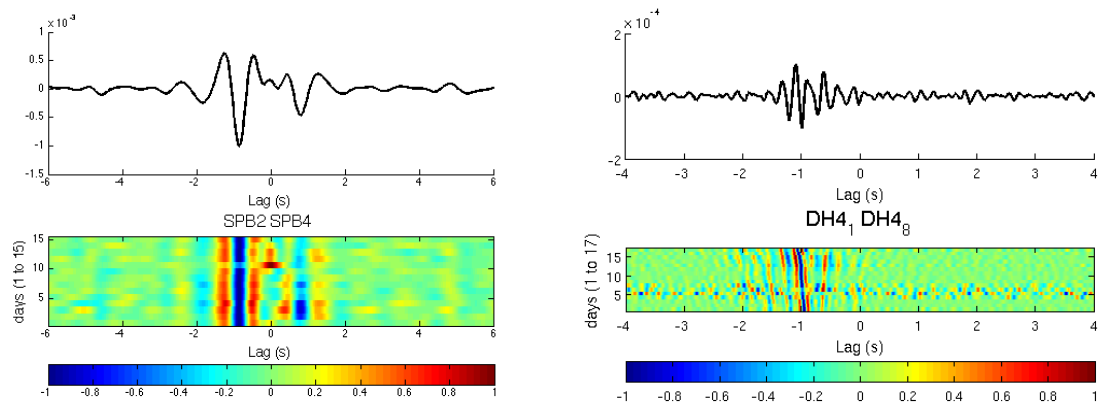 × 10⁻³
1
0.5
0
-0.5
-1
-1.5
-6 -4 -2 0 2 4 6
Lag (s)
SPB2 SPB4
days (1 to 15)
15
10
5
-6 -4 -2 0 2 4 6
Lag (s)
-1 -0.8 -0.6 -0.4 -0.2 0 0.2 0.4 0.6 0.8 1
× 10⁻⁴
2
0
-2
-4 -3 -2 -1 0 1 2 3 4
Lag (s)
DH4₁ DH4₈
days (1 to 17)
15
10
5
-4 -3 -2 -1 0 1 2 3 4
Lag (s)
-1 -0.8 -0.6 -0.4 -0.2 0 0.2 0.4 0.6 0.8 1